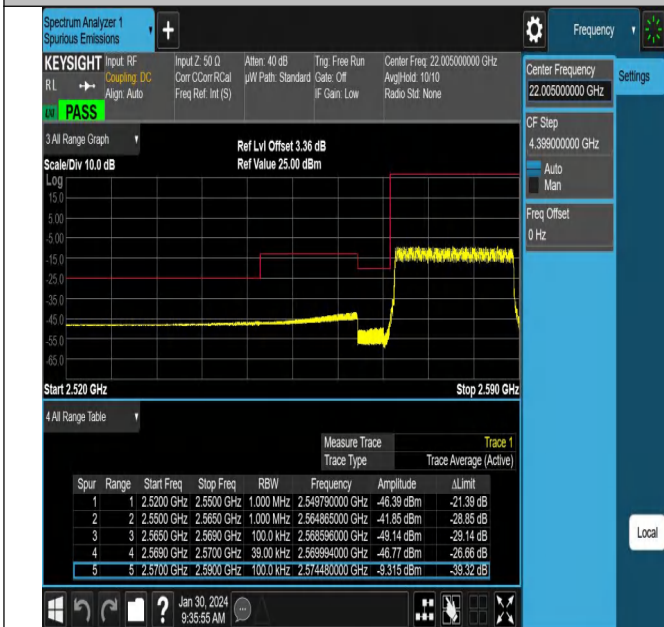 Spectrum Analyzer 1
Spurious Emissions
Frequency
KEYSIGHT
RL
Input: RF
Coupling: DC
Align: Auto
Input Z: 50 Ω
Corr CCorr RCal
Freq Ref: Int (S)
Atten: 40 dB
µW Path: Standard
Trig: Free Run
Gate: Off
IF Gain: Low
Center Freq: 22.005000000 GHz
Avg|Hold: 10/10
Radio Std: None
PASS
Center Frequency
22.005000000 GHz
Settings
CF Step
4.399000000 GHz
Auto
Man
Freq Offset
0 Hz
3 All Range Graph
Ref Lvl Offset 3.36 dB
Scale/Div 10.0 dB
Ref Value 25.00 dBm
Log
15.0
5.00
-5.00
-15.0
-25.0
-35.0
-45.0
-55.0
-65.0
Start 2.520 GHz
Stop 2.590 GHz
4 All Range Table
Measure Trace Trace 1
Trace Type Trace Average (Active)
Spur Range Start Freq Stop Freq RBW Frequency Amplitude ΔLimit
1 1 2.5200 GHz 2.5500 GHz 1.000 MHz 2.549790000 GHz -46.39 dBm -21.39 dB
2 2 2.5500 GHz 2.5650 GHz 1.000 MHz 2.564865000 GHz -41.85 dBm -28.85 dB
3 3 2.5650 GHz 2.5690 GHz 100.0 kHz 2.568596000 GHz -49.14 dBm -29.14 dB
4 4 2.5690 GHz 2.5700 GHz 39.00 kHz 2.569994000 GHz -46.77 dBm -26.66 dB
5 5 2.5700 GHz 2.5900 GHz 100.0 kHz 2.574480000 GHz -9.315 dBm -39.32 dB
Local
Jan 30, 2024
9:35:55 AM